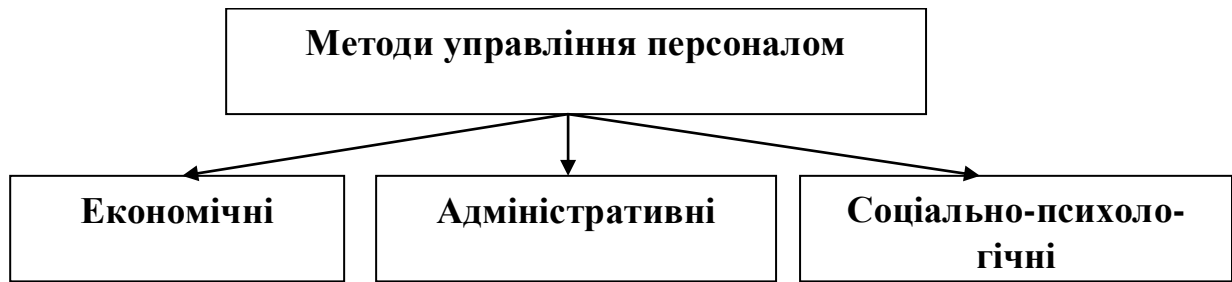 Методи управління персоналом
Економічні
Адміністративні
Соціально-психоло-
гічні